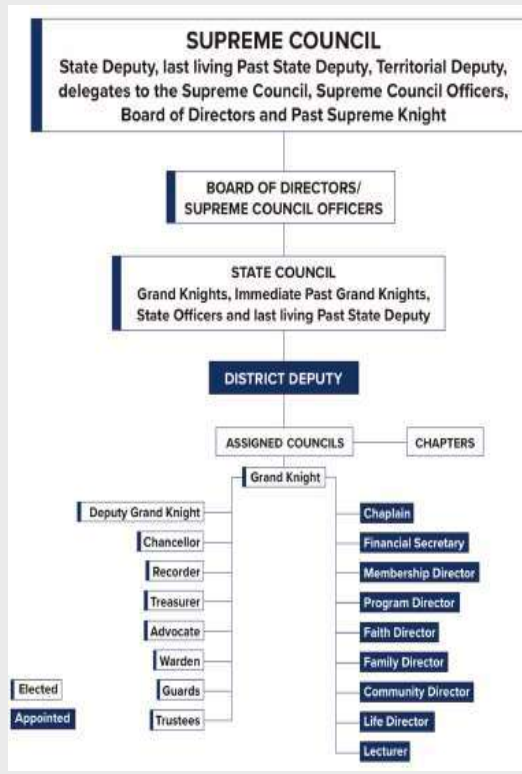 SUPREME COUNCIL
State Deputy, last living Past State Deputy, Territorial Deputy,
delegates to the Supreme Council, Supreme Council Officers,
Board of Directors and Past Supreme Knight
BOARD OF DIRECTORS/
SUPREME COUNCIL OFFICERS
STATE COUNCIL
Grand Knights, Immediate Past Grand Knights,
State Officers and last living Past State Deputy
DISTRICT DEPUTY
ASSIGNED COUNCILS
CHAPTERS
Grand Knight
Deputy Grand Knight
Chancellor
Recorder
Treasurer
Advocate
Warden
Guards
Trustees
Chaplain
Financial Secretary
Membership Director
Program Director
Faith Director
Family Director
Community Director
Life Director
Lecturer
Elected
Appointed